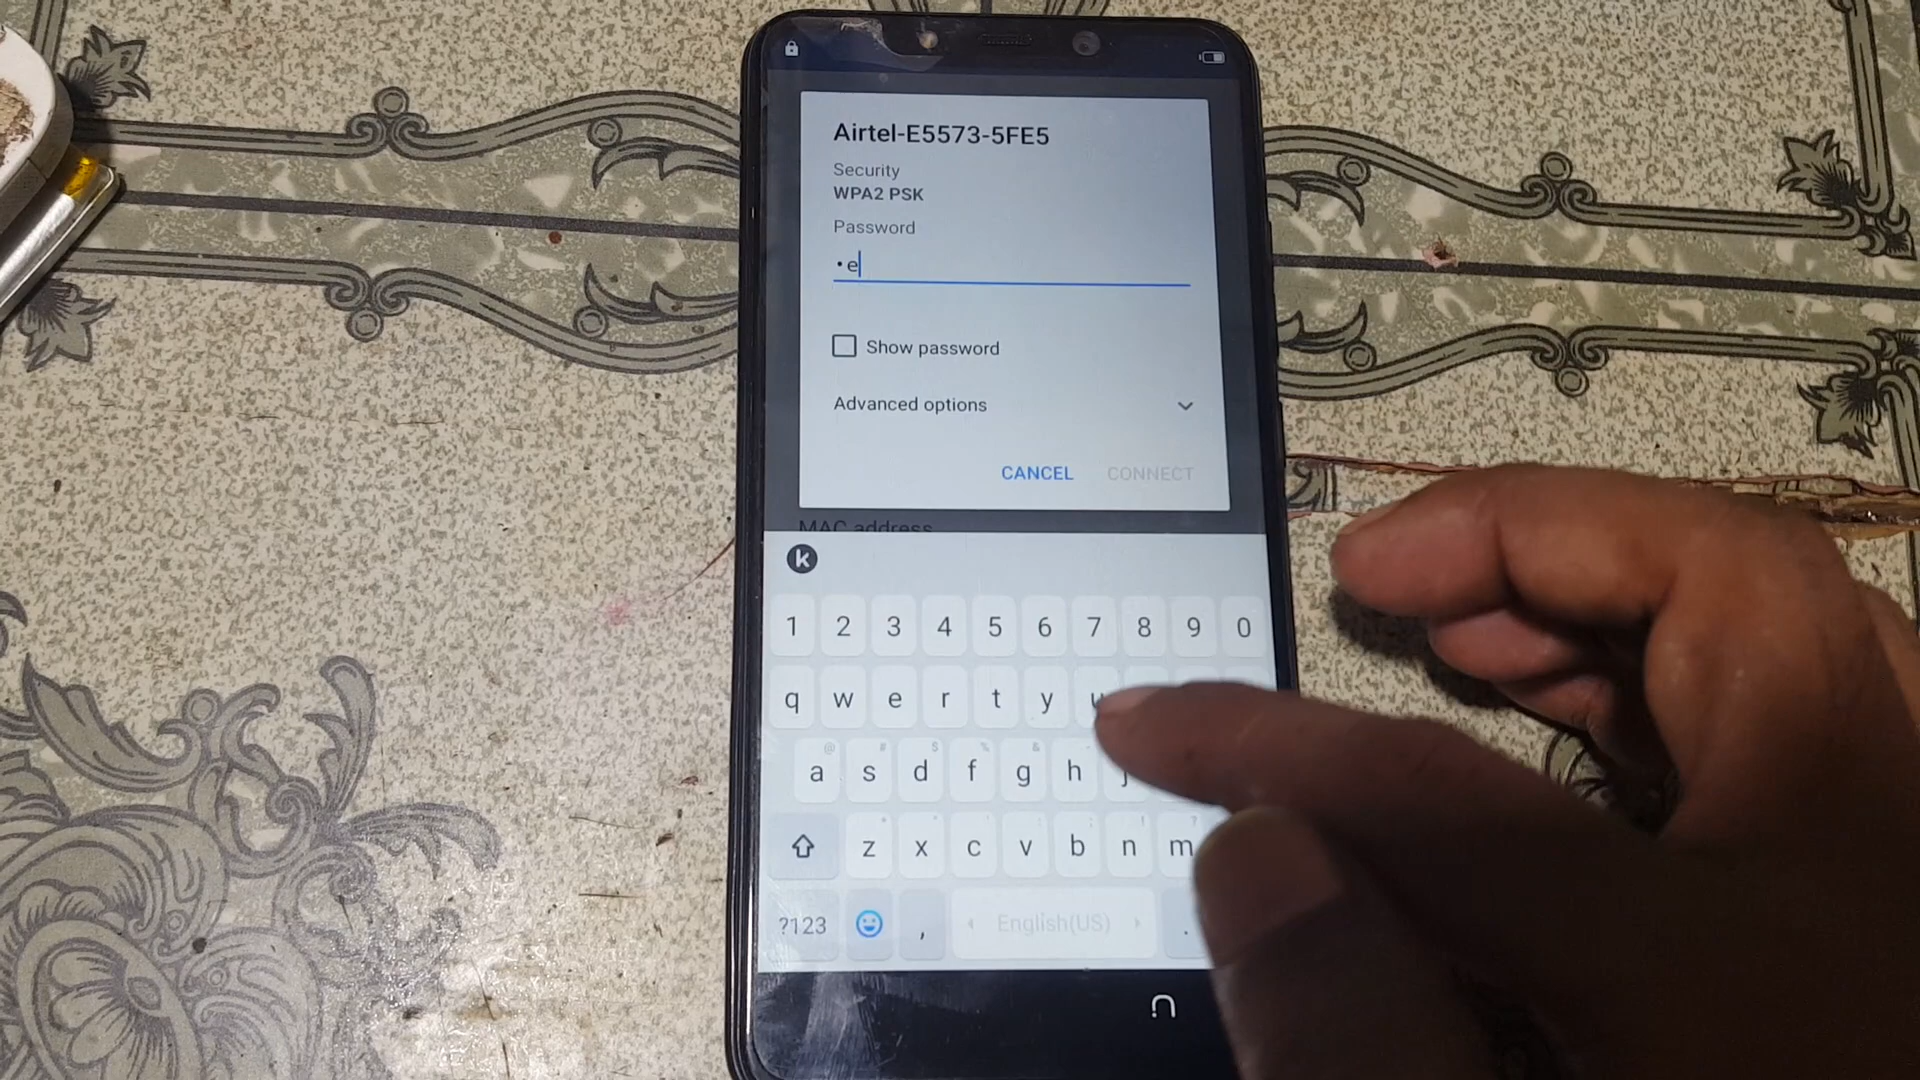 Airtel-E5573-5FE5
Security
WPA2 PSK
Password
•e
Show password
Advanced options
CANCEL CONNECT
MAC address
k
1 2 3 4 5 6 7 8 9 0
q w e r t y u
@ # $ % &
a s d f g h j
z x c v b n m
?123 , English(US) .